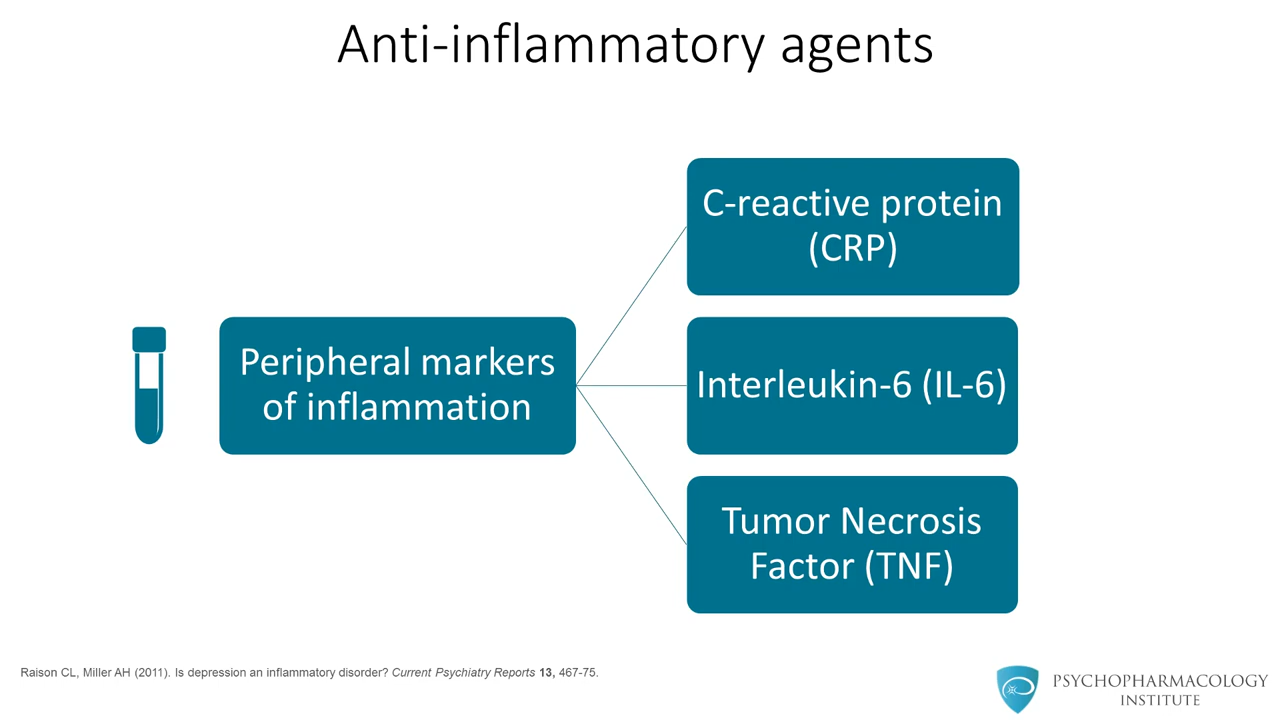 Anti-inflammatory agents
Peripheral markers
of inflammation
C-reactive protein
(CRP)
Interleukin-6 (IL-6)
Tumor Necrosis
Factor (TNF)
Raison CL, Miller AH (2011). Is depression an inflammatory disorder? Current Psychiatry Reports 13, 467-75.
PSYCHOPHARMACOLOGY
INSTITUTE